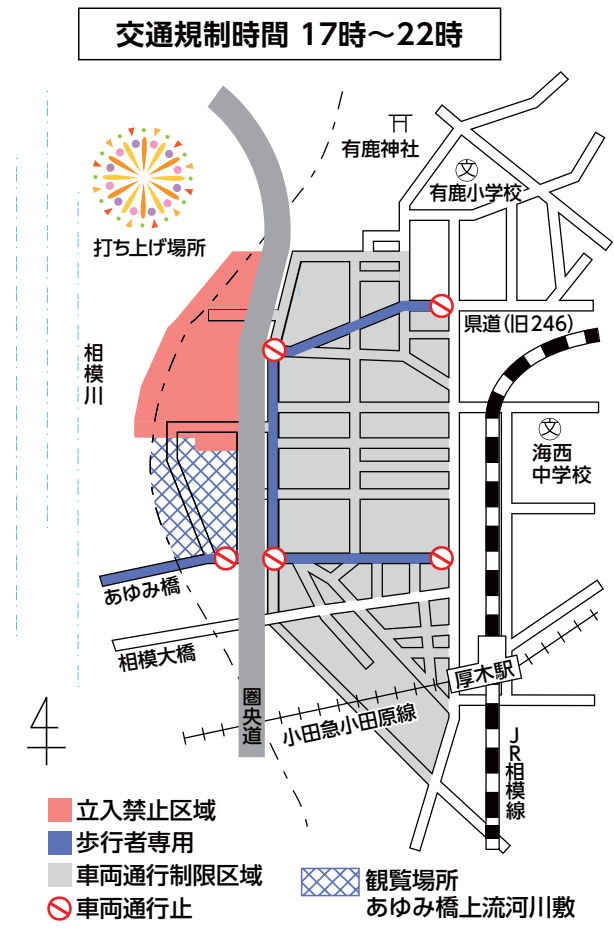 交通規制時間 17時～22時
有鹿神社
文
有鹿小学校
打ち上げ場所
県道(旧246)
相模川
文
海西
中学校
あゆみ橋
相模大橋
厚木駅
圏央道
小田急小田原線
JR相模線
立入禁止区域
歩行者専用
車両通行制限区域
車両通行止
観覧場所
あゆみ橋上流河川敷